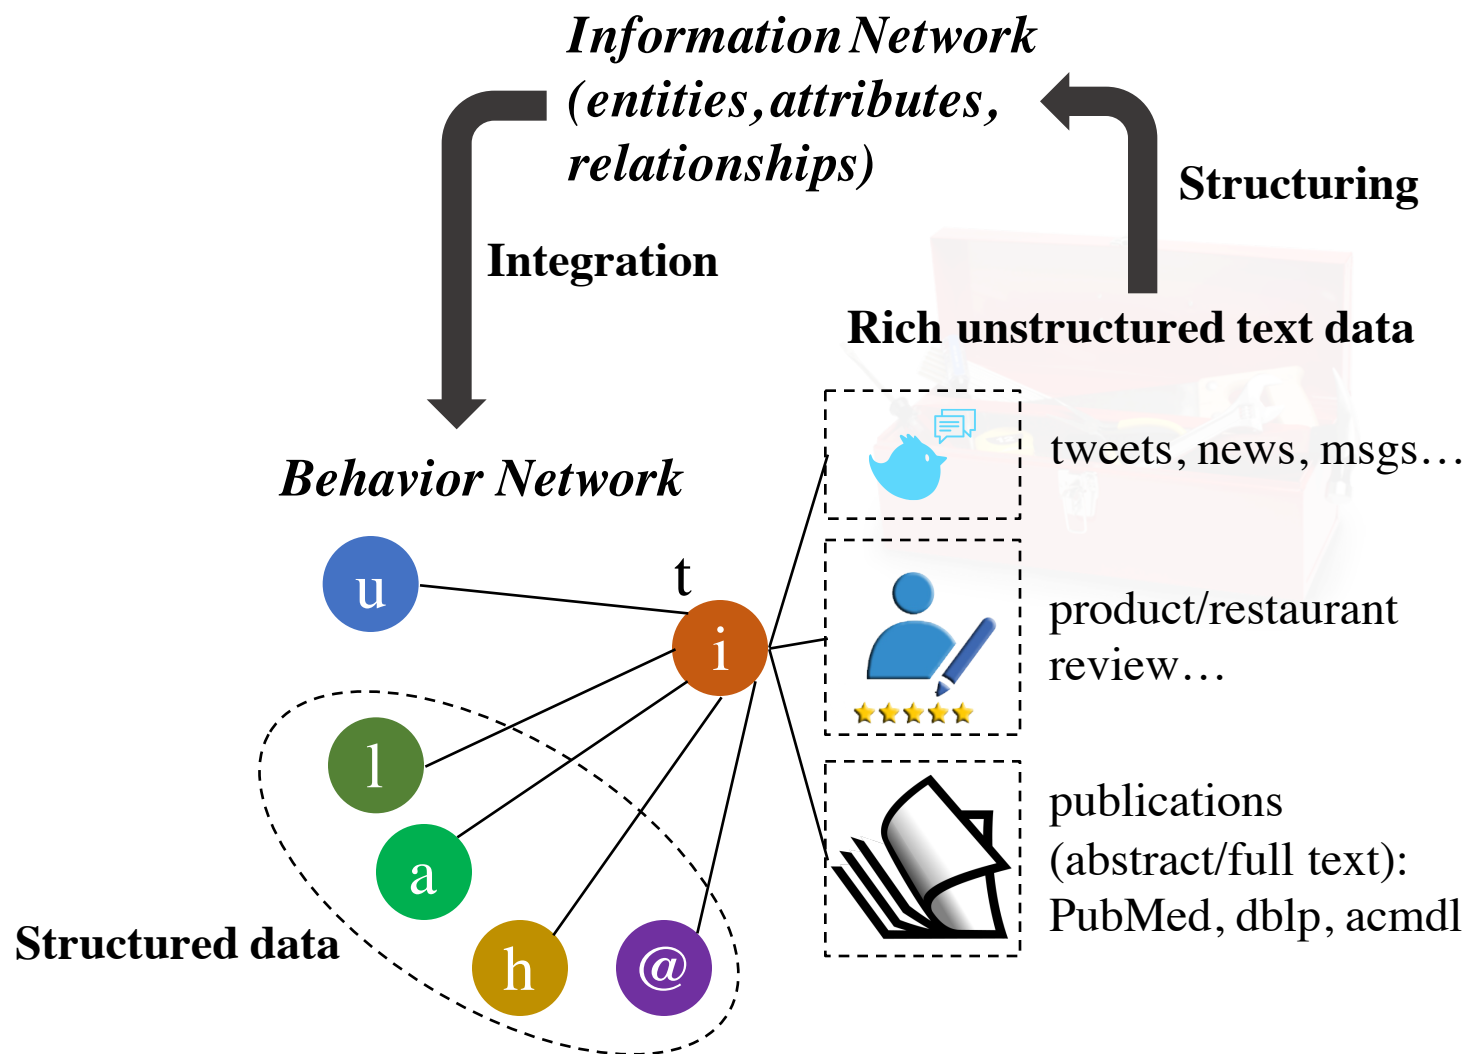 Information Network
(entities, attributes,
relationships)
Structuring
Integration
Rich unstructured text data
tweets, news, msgs…
Behavior Network
u
t
i
product/restaurant
review…
l
a
publications
(abstract/full text):
PubMed, dblp, acmdl
Structured data
h
@